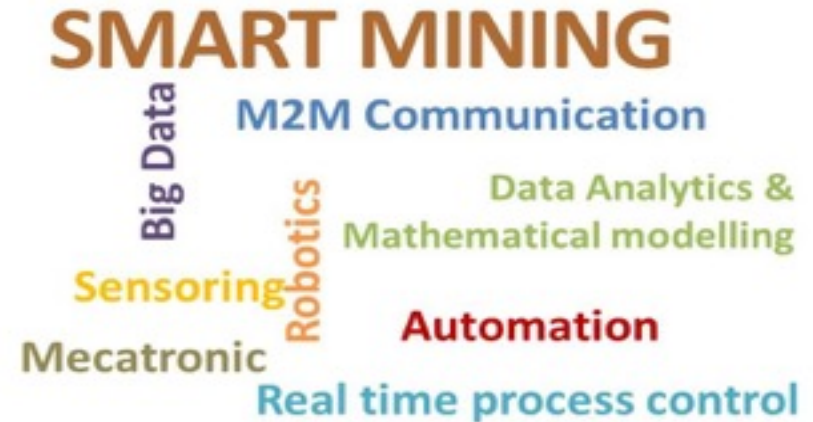 SMART MINING
Big Data
M2M Communication
Robotics
Data Analytics &
Mathematical modelling
Sensoring
Automation
Mecatronic
Real time process control